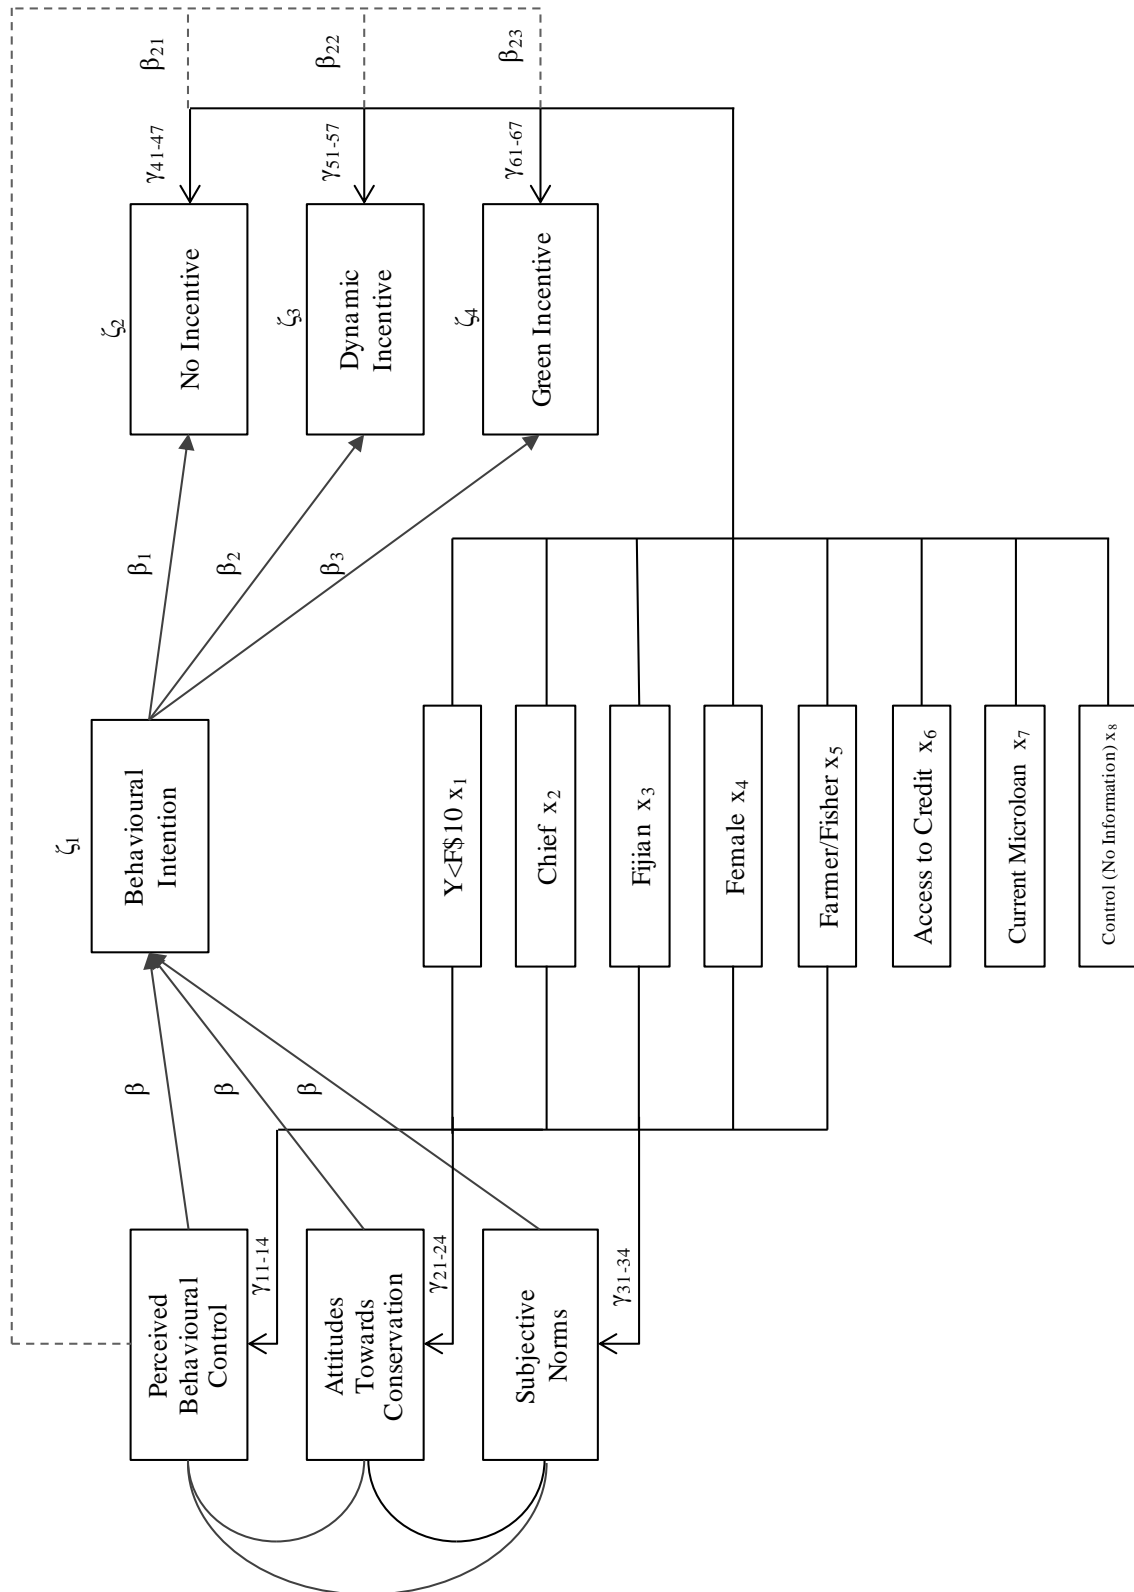 Perceived
Behavioural
Control
Attitudes
Towards
Conservation
Subjective
Norms
γ11-14
γ21-24
γ31-34
β
β
β
ζ1
Behavioural
Intention
Y<F$10 x1
Chief x2
Fijian x3
Female x4
Farmer/Fisher x5
Access to Credit x6
Current Microloan x7
Control (No Information) x8
β1
β2
β3
ζ2
No Incentive
ζ3
Dynamic
Incentive
ζ4
Green Incentive
γ41-47
γ51-57
γ61-67
β21
β22
β23